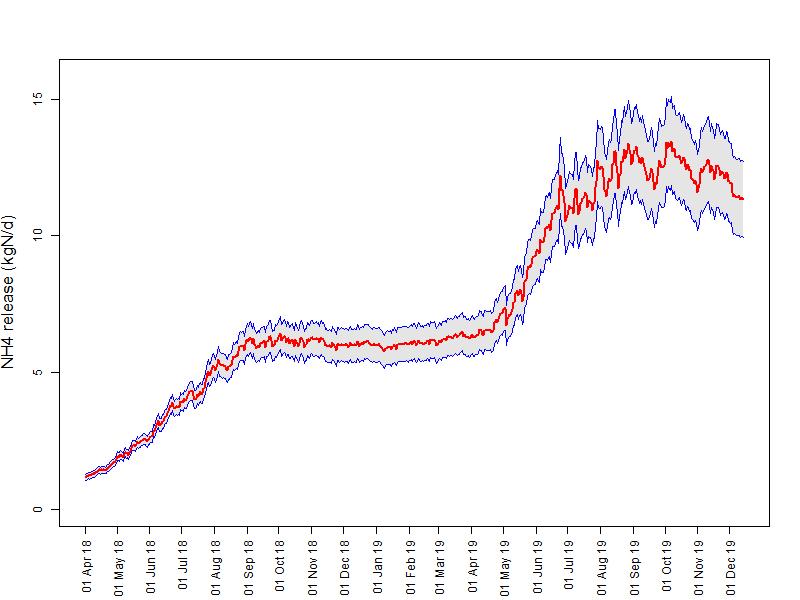 NH4 release (kgN/d)
15
10
5
0
01 Apr 18
01 May 18
01 Jun 18
01 Jul 18
01 Aug 18
01 Sep 18
01 Oct 18
01 Nov 18
01 Dec 18
01 Jan 19
01 Feb 19
01 Mar 19
01 Apr 19
01 May 19
01 Jun 19
01 Jul 19
01 Aug 19
01 Sep 19
01 Oct 19
01 Nov 19
01 Dec 19